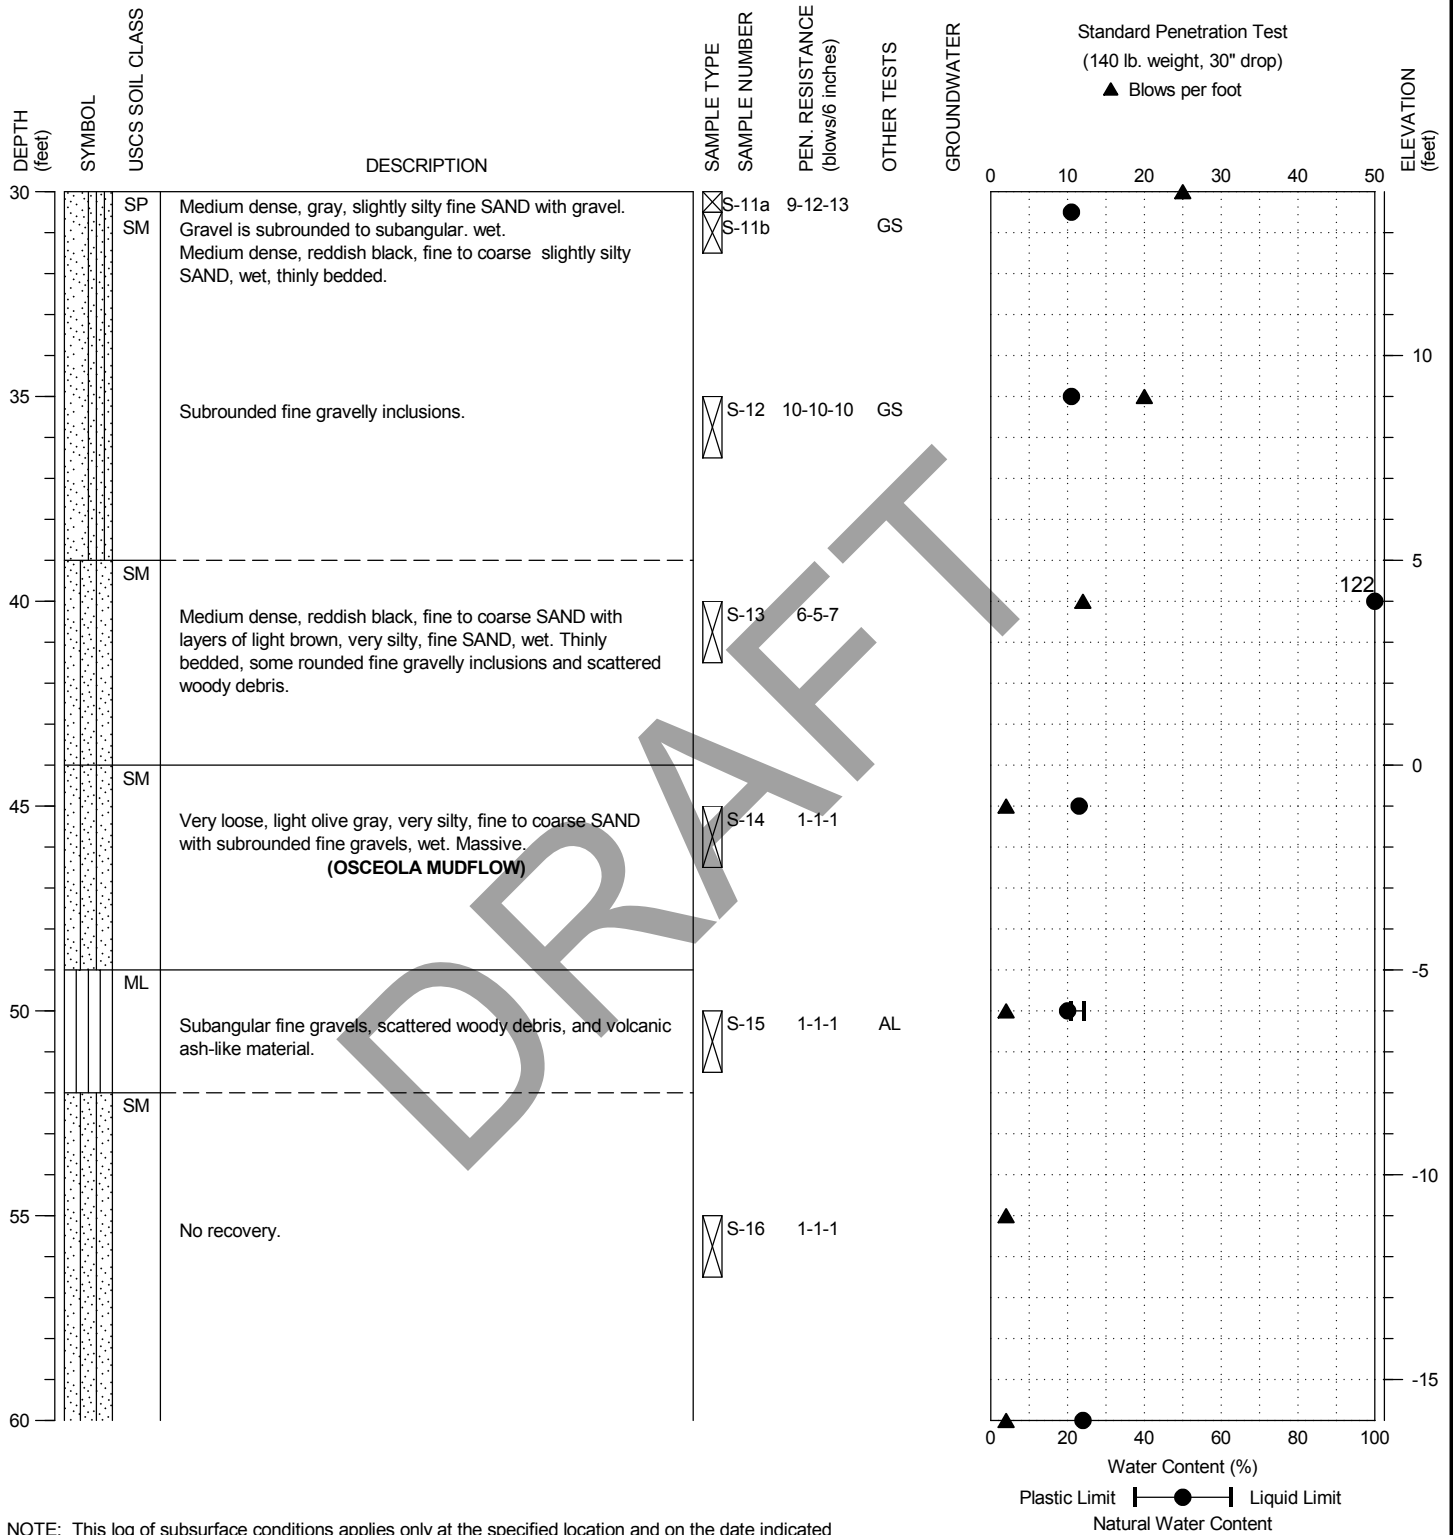 DEPTH
(feet)
SYMBOL
USCS SOIL CLASS
DESCRIPTION
SAMPLE TYPE
SAMPLE NUMBER
PEN. RESISTANCE
(blows/6 inches)
OTHER TESTS
GROUNDWATER
Standard Penetration Test
(140 lb. weight, 30" drop)
▲ Blows per foot
ELEVATION
(feet)
0 10 20 30 40 50
30
SP
SM
Medium dense, gray, slightly silty fine SAND with gravel.
Gravel is subrounded to subangular. wet.
Medium dense, reddish black, fine to coarse slightly silty
SAND, wet, thinly bedded.
S-11a 9-12-13
S-11b GS
10
35
Subrounded fine gravelly inclusions.
S-12 10-10-10 GS
5
SM
122
40
Medium dense, reddish black, fine to coarse SAND with
layers of light brown, very silty, fine SAND, wet. Thinly
bedded, some rounded fine gravelly inclusions and scattered
woody debris.
S-13 6-5-7
0
SM
45
Very loose, light olive gray, very silty, fine to coarse SAND
with subrounded fine gravels, wet. Massive.
(OSCEOLA MUDFLOW)
S-14 1-1-1
-5
ML
50
Subangular fine gravels, scattered woody debris, and volcanic
ash-like material.
S-15 1-1-1 AL
SM
-10
55
No recovery.
S-16 1-1-1
-15
60
0 20 40 60 80 100
Water Content (%)
Plastic Limit Liquid Limit
Natural Water Content
NOTE: This log of subsurface conditions applies only at the specified location and on the date indicated
DRAFT